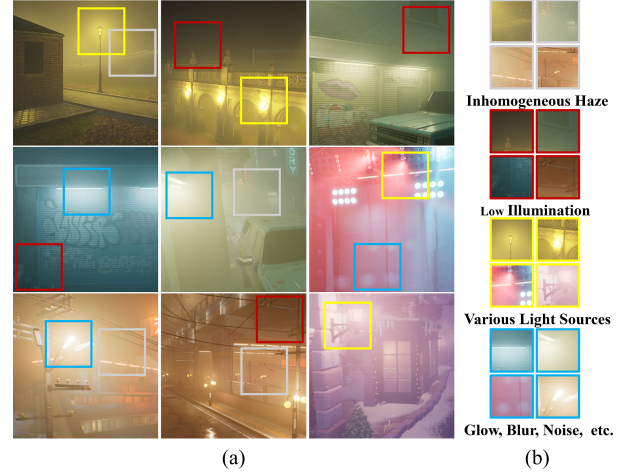 Inhomogeneous Haze
Low Illumination
Various Light Sources
Glow, Blur, Noise, etc.
(a)
(b)